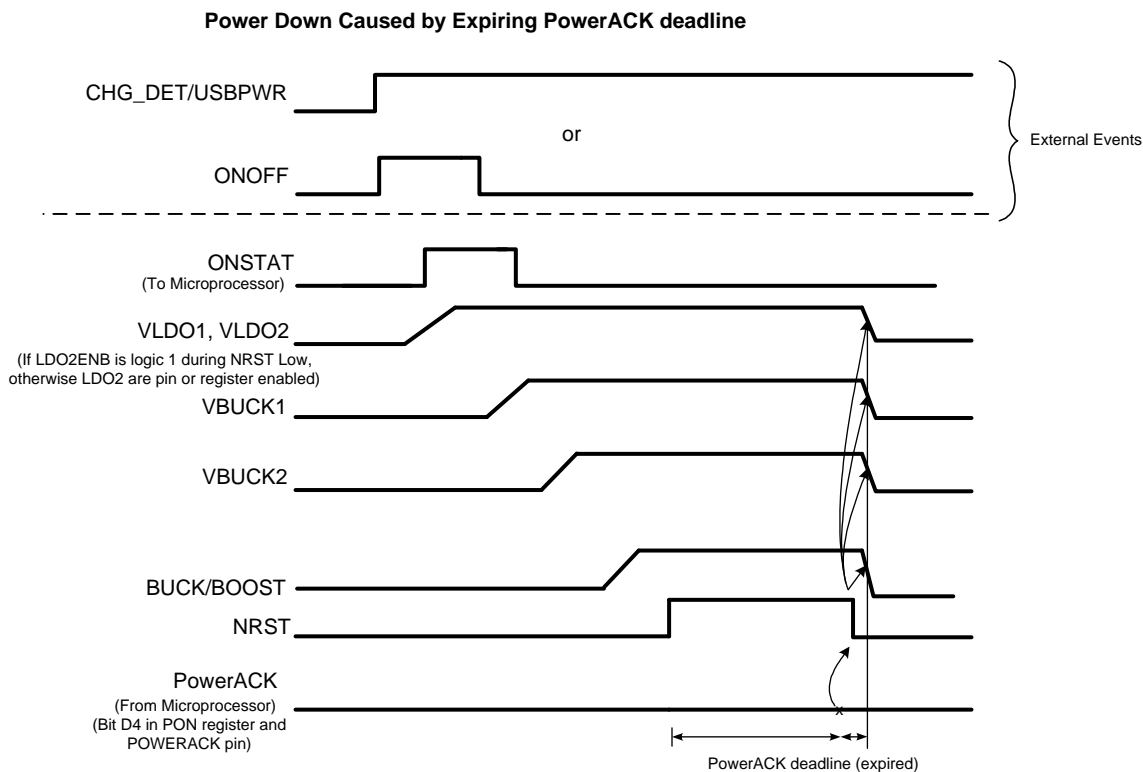 Power Down Caused by Expiring PowerACK deadline
CHG_DET/USBPWR
or
External Events
ONOFF
ONSTAT
(To Microprocessor)
VLDO1, VLDO2
(If LDO2ENB is logic 1 during NRST Low,
otherwise LDO2 are pin or register enabled)
VBUCK1
VBUCK2
BUCK/BOOST
NRST
PowerACK
(From Microprocessor)
(Bit D4 in PON register and
POWERACK pin)
x
PowerACK deadline (expired)